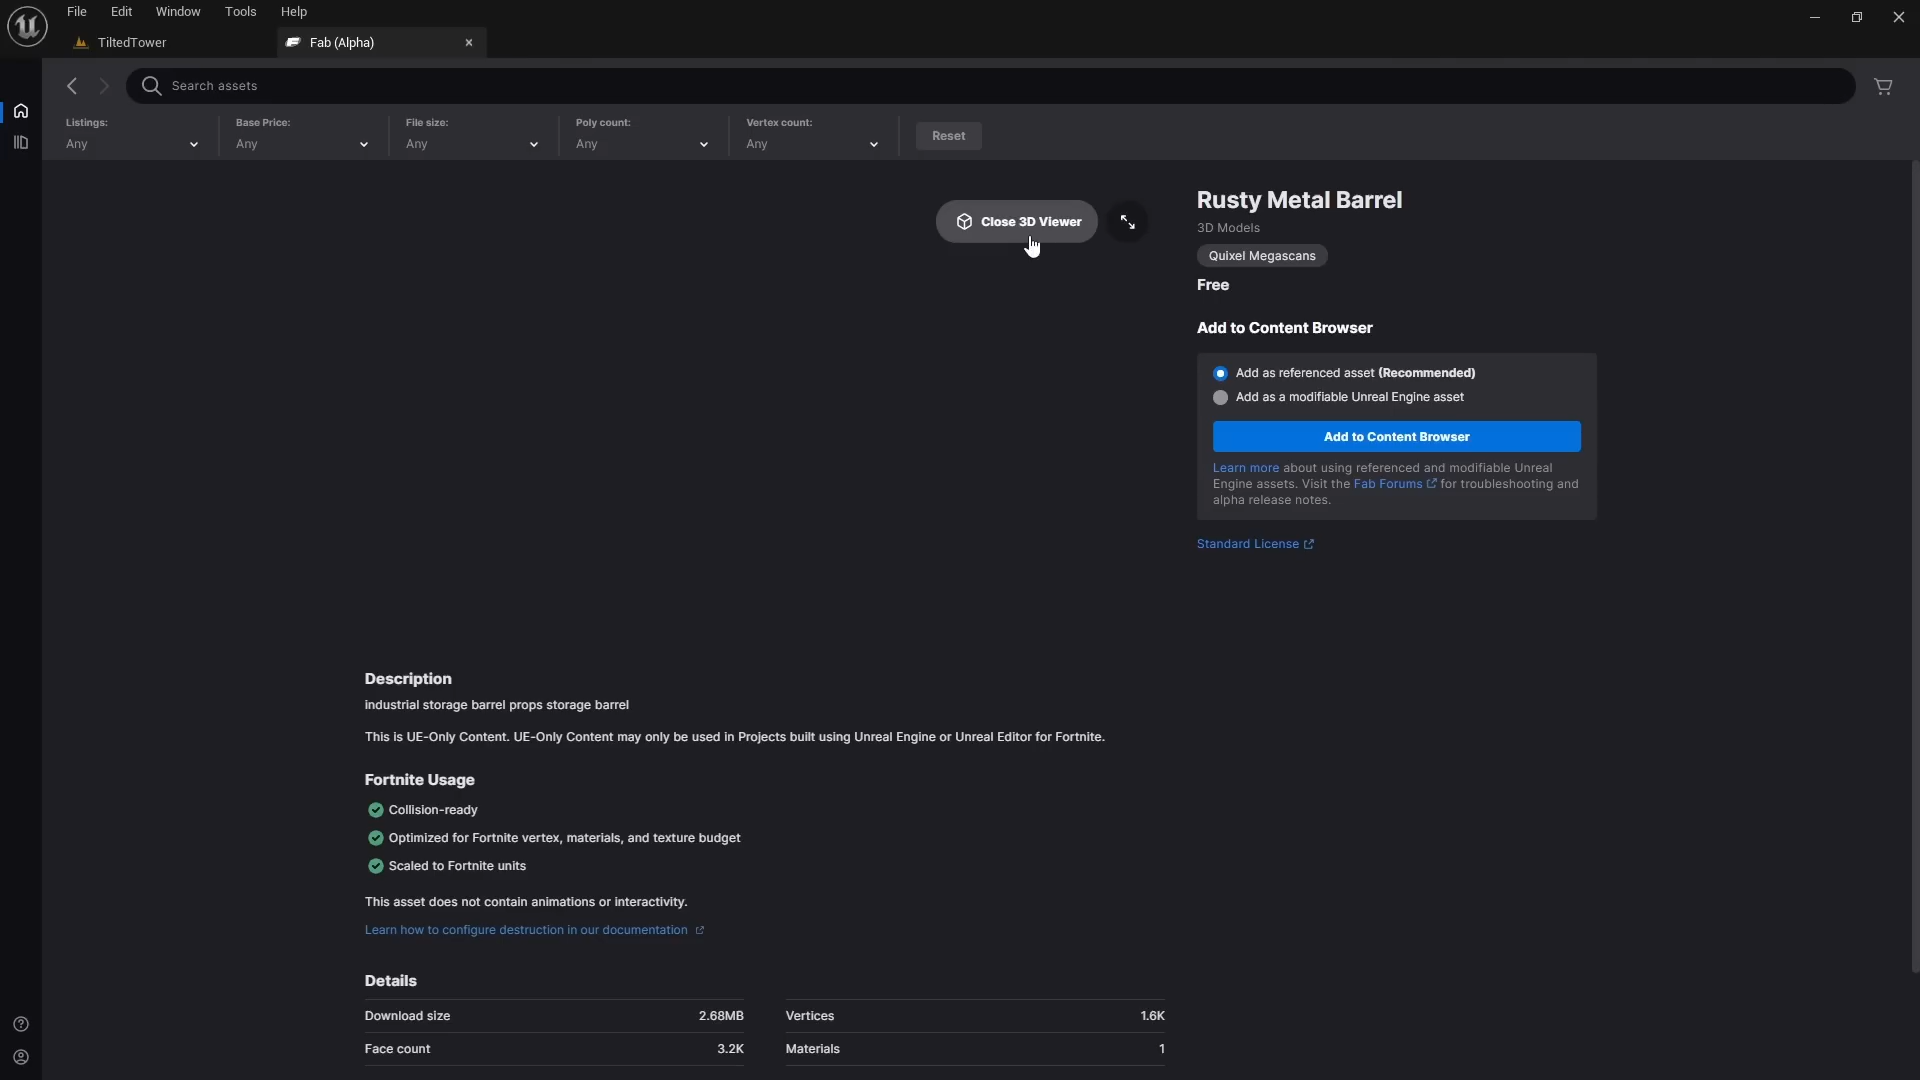 File Edit Window Tools Help
TiltedTower Fab (Alpha)
Search assets
Listings: Base Price: File size: Poly count: Vertex count:
Any Any Any Any Any Reset
Close 3D Viewer
Rusty Metal Barrel
3D Models
Quixel Megascans
Free
Add to Content Browser
Add as referenced asset (Recommended)
Add as a modifiable Unreal Engine asset
Add to Content Browser
Learn more about using referenced and modifiable Unreal
Engine assets. Visit the Fab Forums for troubleshooting and
alpha release notes.
Standard License
Description
industrial storage barrel props storage barrel
This is UE-Only Content. UE-Only Content may only be used in Projects built using Unreal Engine or Unreal Editor for Fortnite.
Fortnite Usage
Collision-ready
Optimized for Fortnite vertex, materials, and texture budget
Scaled to Fortnite units
This asset does not contain animations or interactivity.
Learn how to configure destruction in our documentation
Details
Download size 2.68MB Vertices 1.6K
Face count 3.2K Materials 1